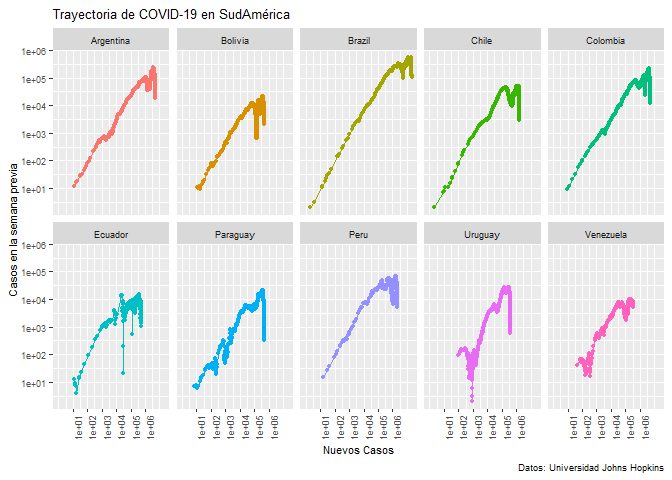 Trayectoria de COVID-19 en SudAmérica
Argentina
Bolivia
Brazil
Chile
Colombia
1e+06
1e+05
1e+04
1e+03
1e+02
1e+01
Casos en la semana previa
Ecuador
Paraguay
Peru
Uruguay
Venezuela
1e+06
1e+05
1e+04
1e+03
1e+02
1e+01
1e+01
1e+02
1e+03
1e+04
1e+05
1e+06
1e+01
1e+02
1e+03
1e+04
1e+05
1e+06
1e+01
1e+02
1e+03
1e+04
1e+05
1e+06
1e+01
1e+02
1e+03
1e+04
1e+05
1e+06
1e+01
1e+02
1e+03
1e+04
1e+05
1e+06
Nuevos Casos
Datos: Universidad Johns Hopkins